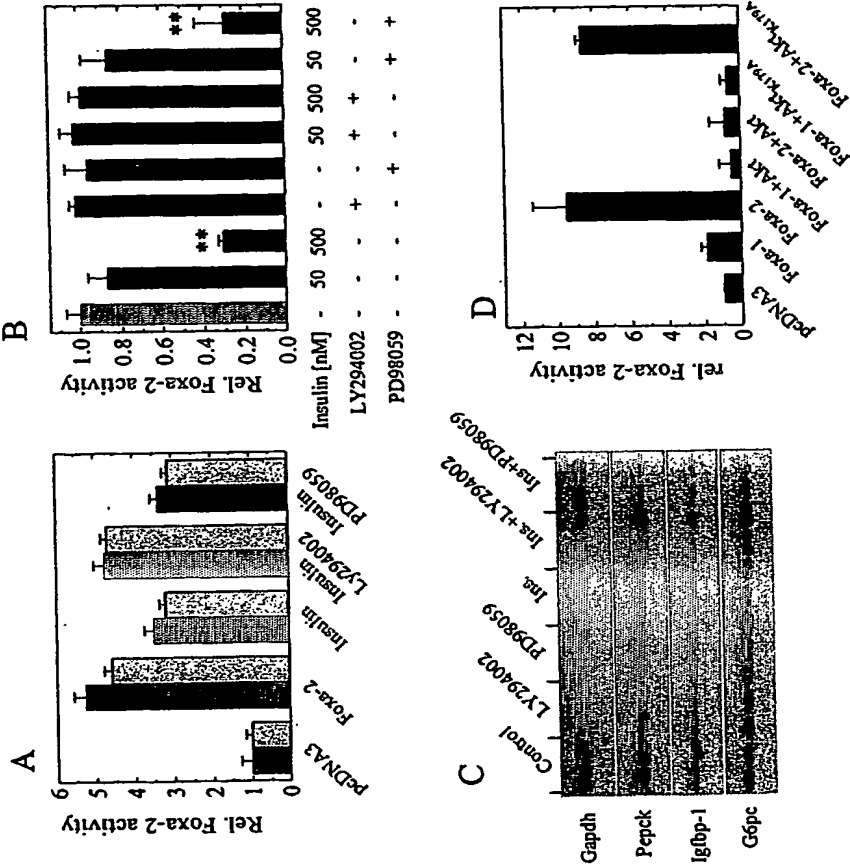 A
Rel. Foxa-2 activity
6
5
4
3
2
1
0
pcDNA3
Foxa-2
Insulin
Insulin
Ly294002
Insulin
PD98059
B
Rel. Foxa-2 activity
1.0
0.8
0.6
0.4
0.2
0.0
**
**
Insulin [nM] - 50 500 - - 50 500 50 500
LY294002 - - - + - + + - -
PD98059 - - - - + - - + +
C
Control
LY294002
PD98059
Ins.
Ins.+LY294002
Ins+PD98059
Gapdh
Pepck
Igfbp-1
G6pc
D
rel. Foxa-2 activity
12
10
8
6
4
2
0
pcDNA3
Foxa-1
Foxa-2
Foxa-1+Akt
Foxa-2+Akt
Foxa-1+AktK179A
Foxa-2+AktK179A